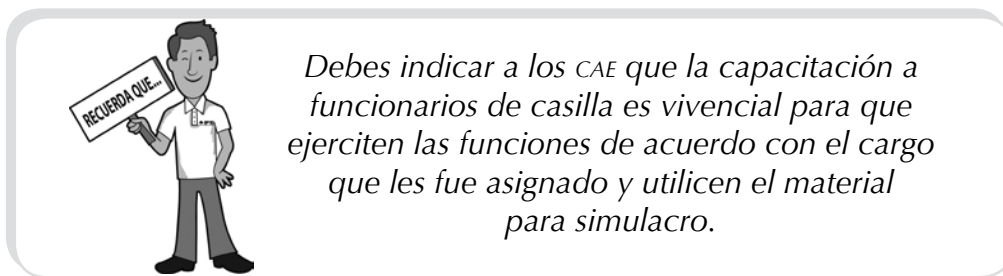 RECUERDA QUE...
Debes indicar a los CAE que la capacitación a
funcionarios de casilla es vivencial para que
ejerciten las funciones de acuerdo con el cargo
que les fue asignado y utilicen el material
para simulacro.